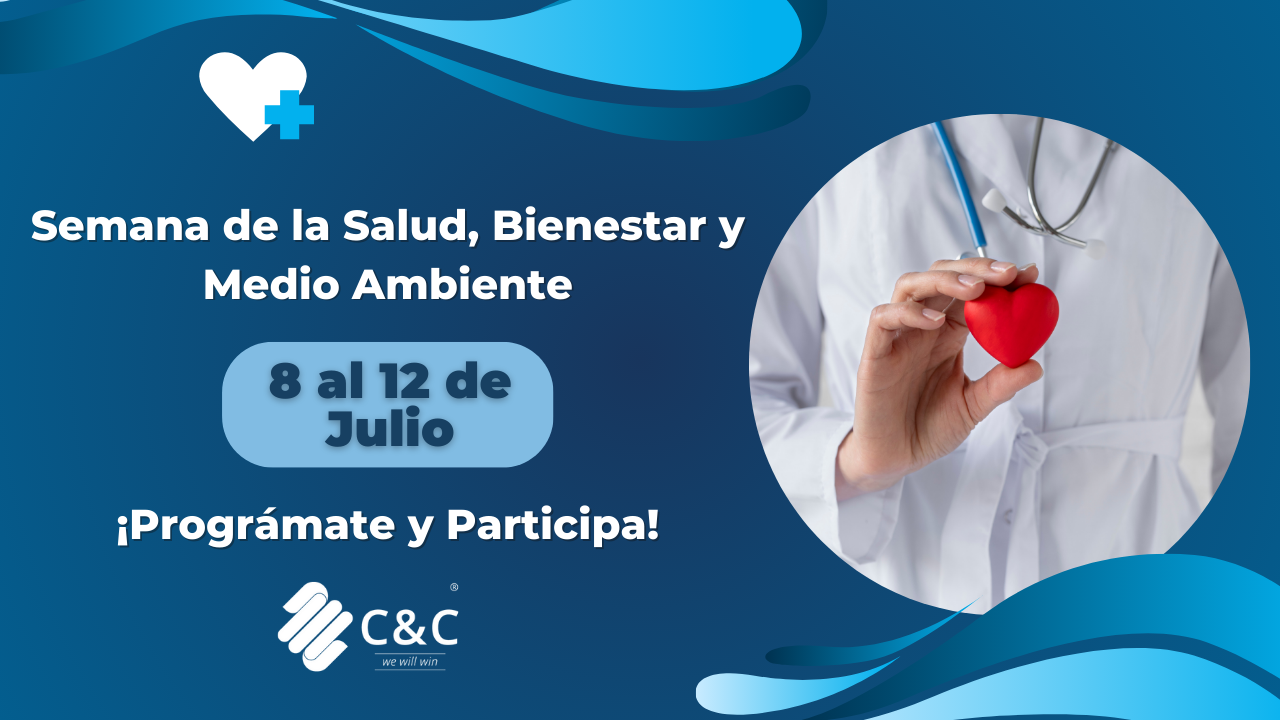 Semana de la Salud, Bienestar y
Medio Ambiente
8 al 12 de
Julio
¡Prográmate y Participa!
C&C®
we will win